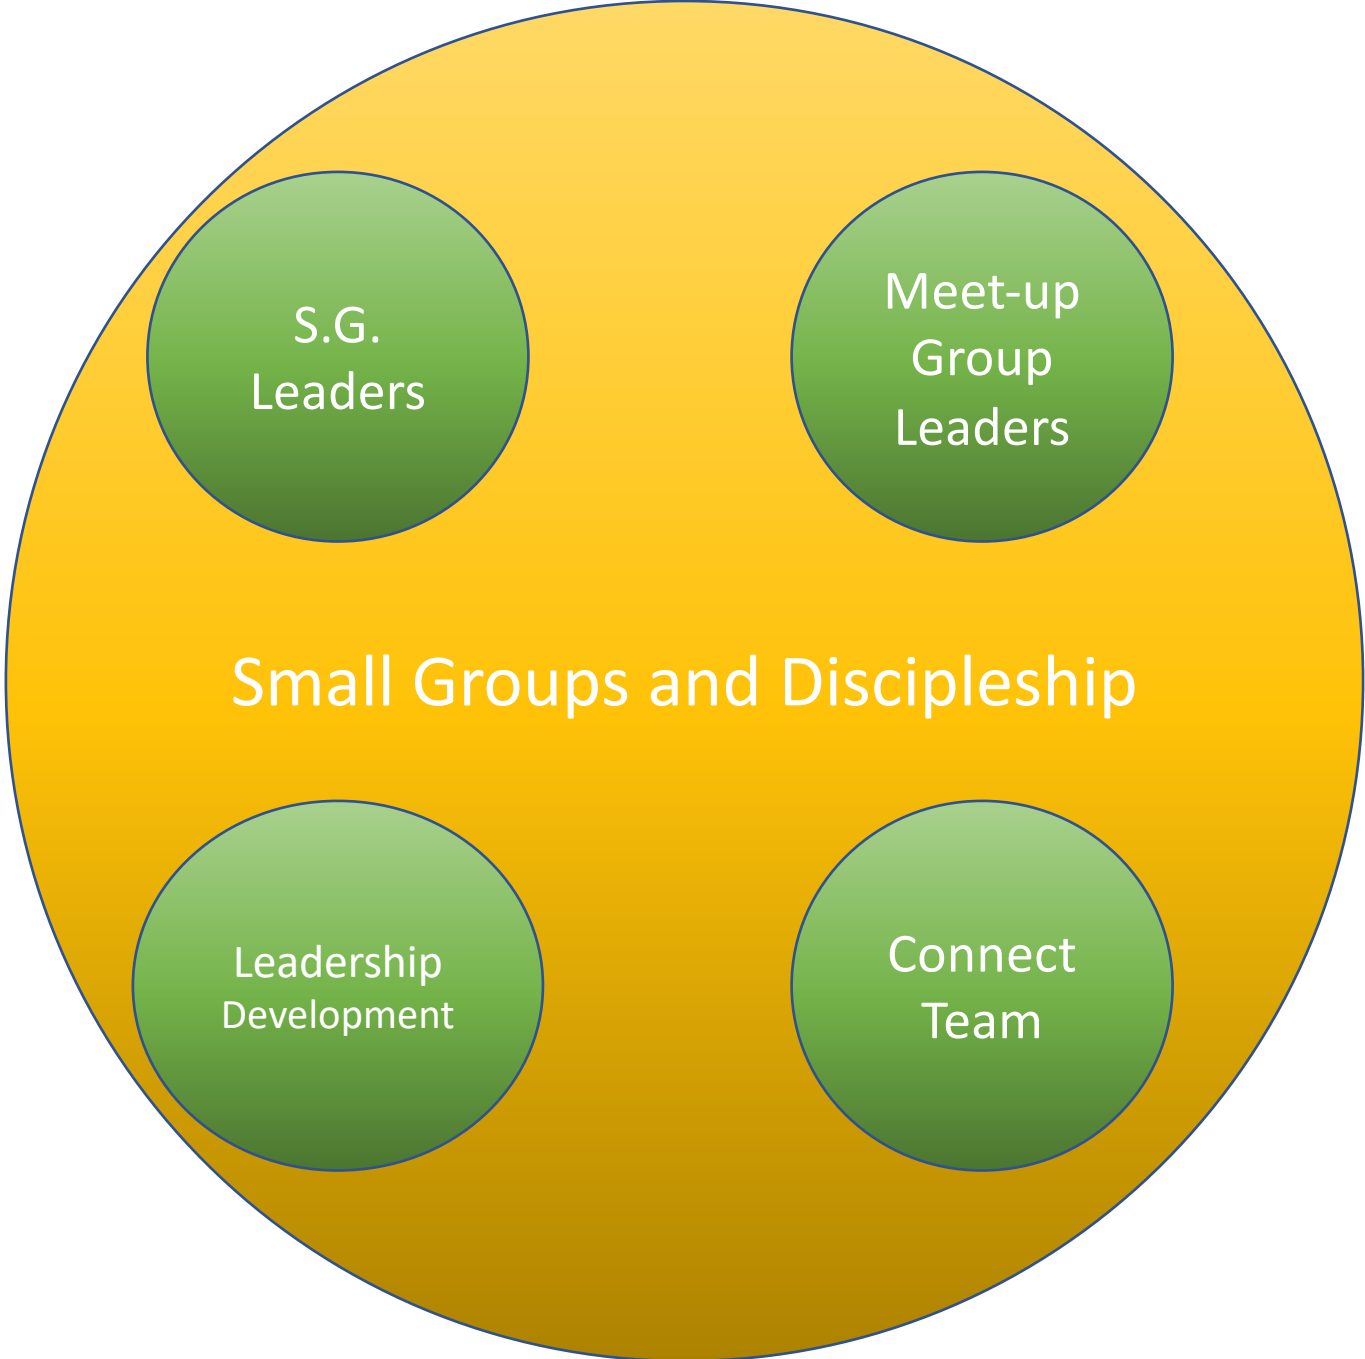 S.G.
Leaders
Meet-up
Group
Leaders
Small Groups and Discipleship
Leadership
Development
Connect
Team